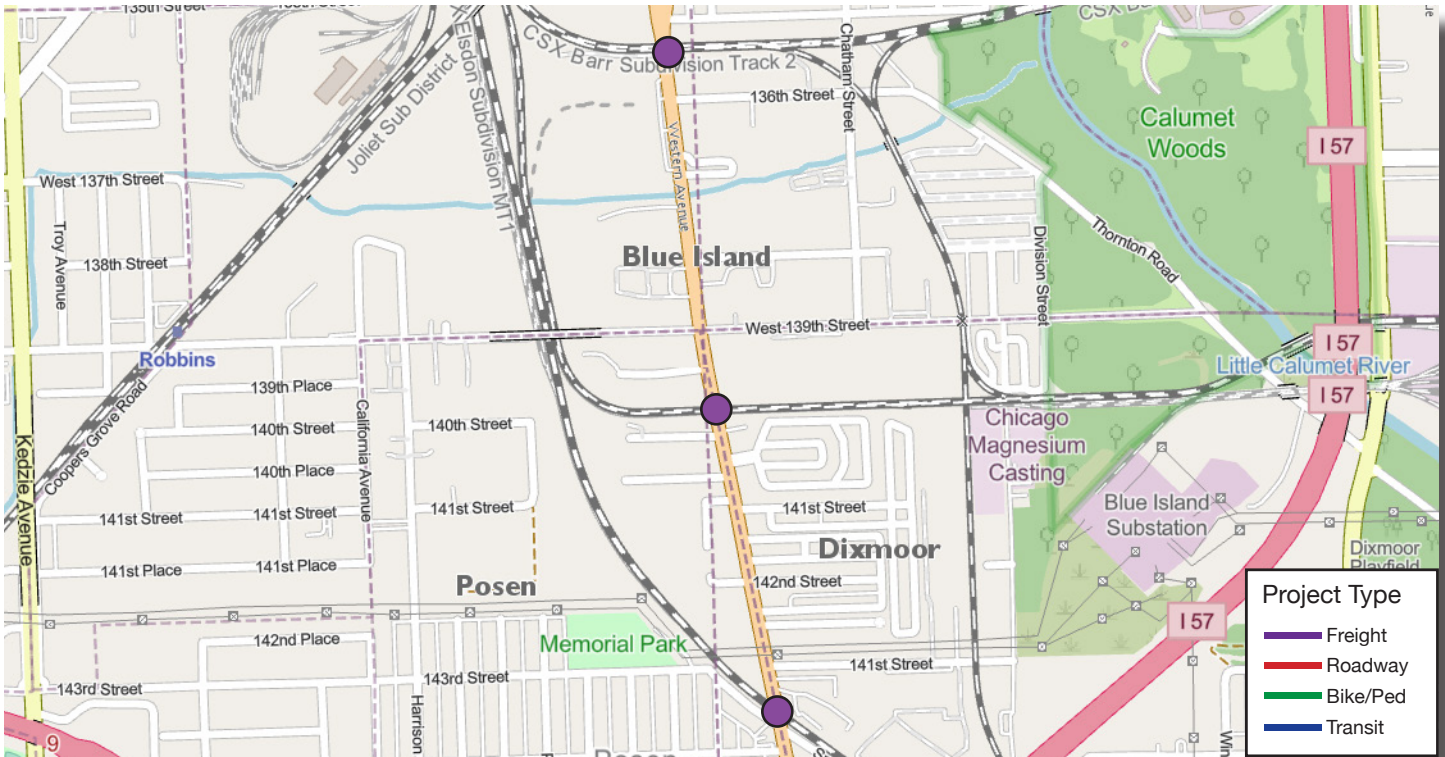 135th Street
CSX Barr Subdivision Track 2
Elsdon Subdivision MT1
Joliet Sub District
Chatham Street
136th Street
Western Avenue
Calumet
Woods
I 57
West 137th Street
Troy Avenue
138th Street
Blue Island
Division Street
Thornton Road
West 139th Street
Robbins
I 57
Little Calumet River
I 57
139th Place
Coopers Grove Road
California Avenue
140th Street
140th Street
140th Place
Kedzie Avenue
Chicago
Magnesium
Casting
141st Street
141st Street
141st Street
141st Street
Blue Island
Substation
141st Place
141st Place
Posen
Dixmoor
142nd Street
Dixmoor
Playfield
142nd Place
Memorial Park
141st Street
I 57
143rd Street
143rd Street
Harrison
9
Posen
Win
Project Type
Freight
Roadway
Bike/Ped
Transit